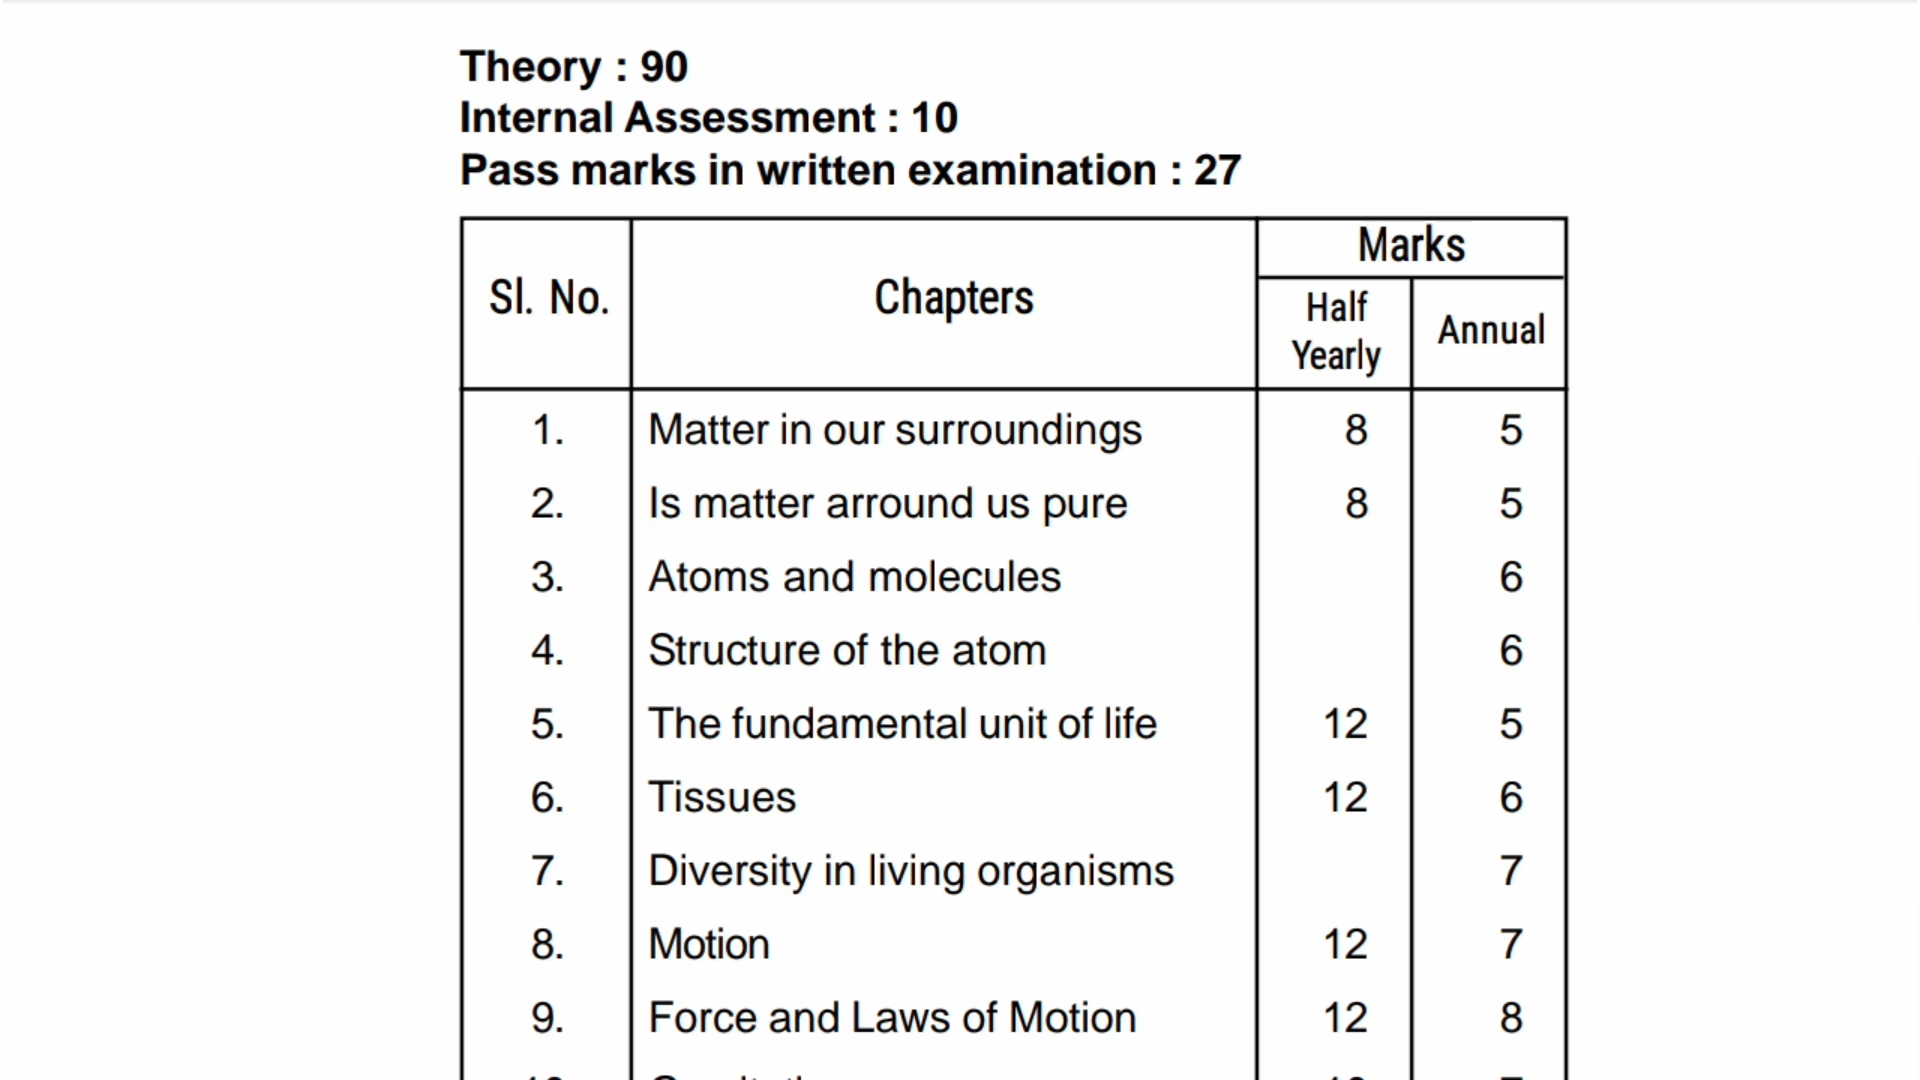 Theory : 90
Internal Assessment : 10
Pass marks in written examination : 27
Marks
Sl. No. Chapters Half Yearly Annual
1. Matter in our surroundings 8 5
2. Is matter arround us pure 8 5
3. Atoms and molecules 6
4. Structure of the atom 6
5. The fundamental unit of life 12 5
6. Tissues 12 6
7. Diversity in living organisms 7
8. Motion 12 7
9. Force and Laws of Motion 12 8